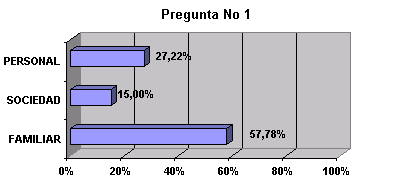 Pregunta No 1
PERSONAL 27,22%
SOCIEDAD 15,00%
FAMILIAR 57,78%
0% 20% 40% 60% 80% 100%